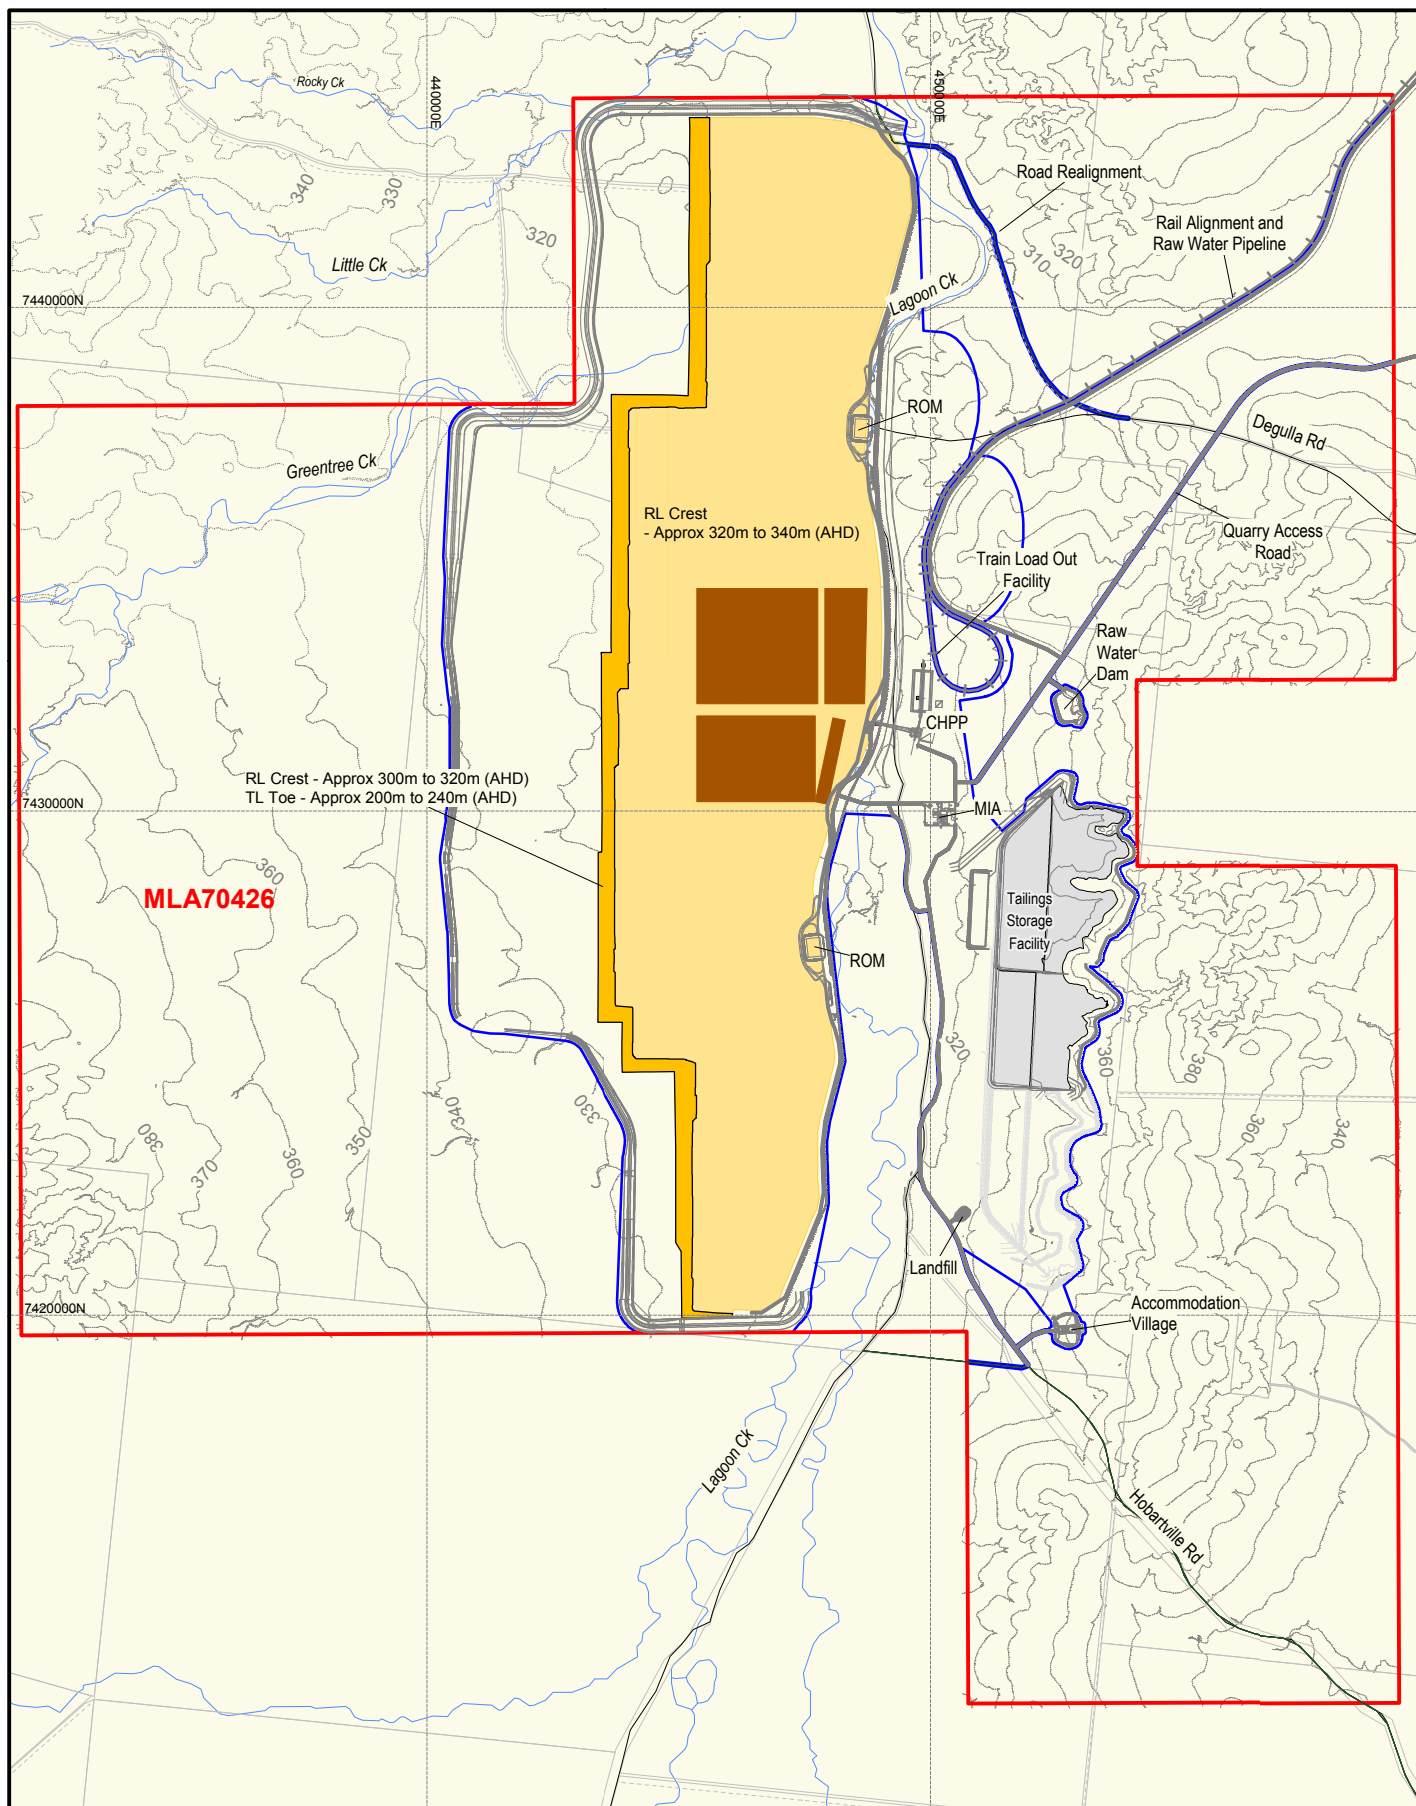 Rocky Ck
440000E
450000E
Road Realignment
340
330
Rail Alignment and
Raw Water Pipeline
320
Little Ck
310
320
7440000N
Lagoon Ck
ROM
Degulla Rd
Greentree Ck
RL Crest
- Approx 320m to 340m (AHD)
Quarry Access
Road
Train Load Out
Facility
Raw
Water
Dam
CHPP
RL Crest - Approx 300m to 320m (AHD)
TL Toe - Approx 200m to 240m (AHD)
7430000N
MIA
360
MLA70426
Tailings
Storage
Facility
ROM
320
360
380
340
330
380
350
360
340
370
360
Landfill
7420000N
Accommodation
Village
Lagoon Ck
Hobartville Rd